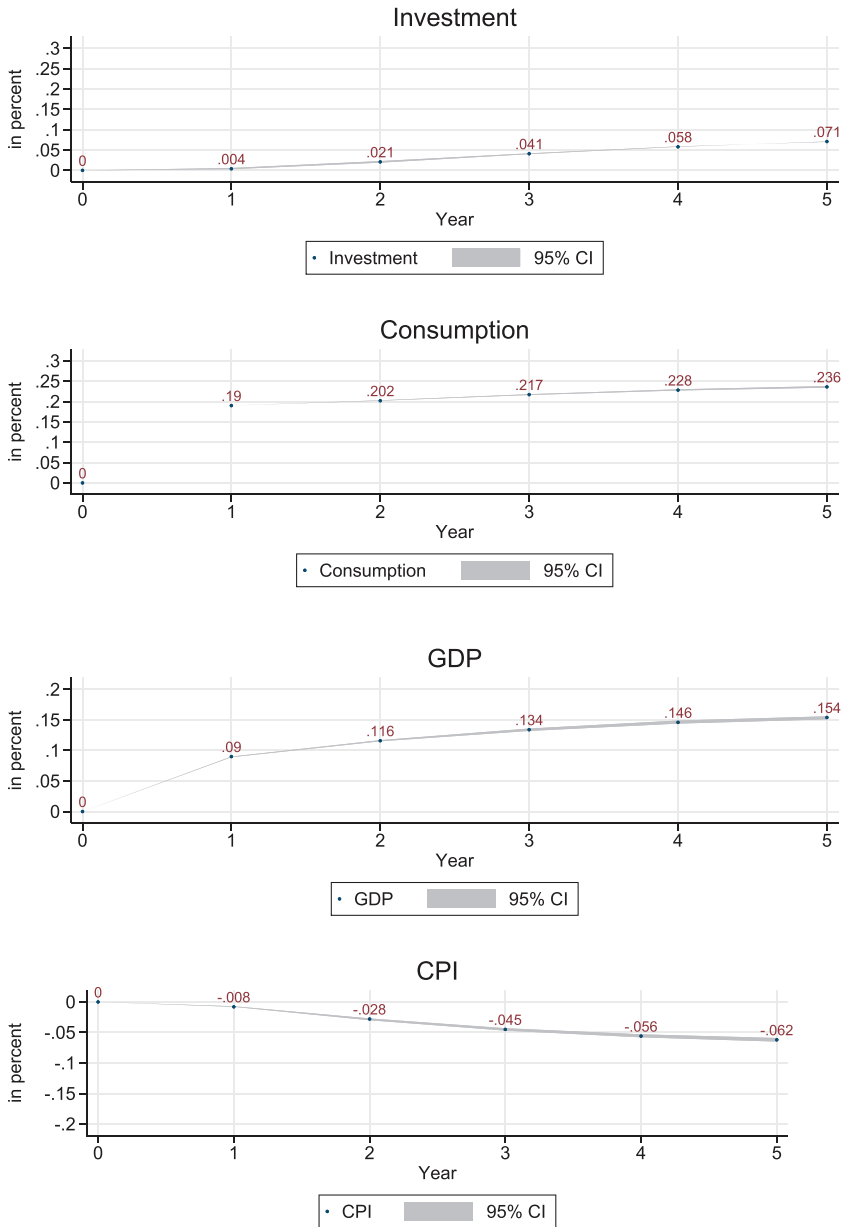 Investment
in percent
.3
.25
.2
.15
.1
.05
0
0 .004 .021 .041 .058 .071
0 1 2 3 4 5
Year
Investment 95% CI
Consumption
in percent
.3
.25
.2
.15
.1
.05
0
0 .19 .202 .217 .228 .236
0 1 2 3 4 5
Year
Consumption 95% CI
GDP
in percent
.2
.15
.1
.05
0
0 .09 .116 .134 .146 .154
0 1 2 3 4 5
Year
GDP 95% CI
CPI
in percent
0
-.05
-.1
-.15
-.2
0 -.008 -.028 -.045 -.056 -.062
0 1 2 3 4 5
Year
CPI 95% CI